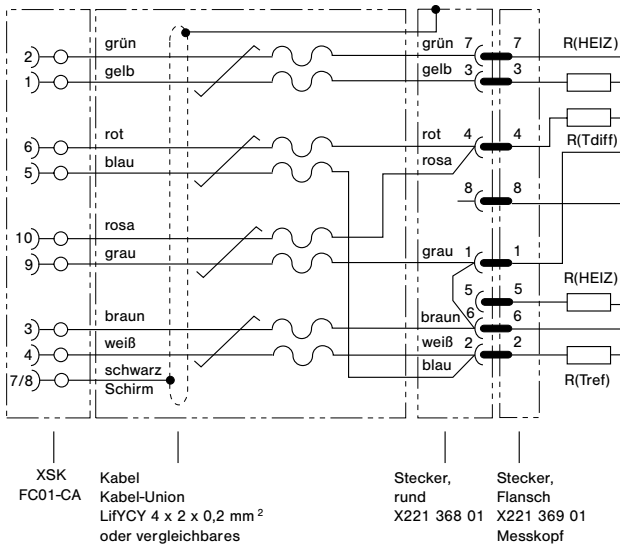 grün grün 7 7 R(HEIZ)
2
gelb gelb 3 3
1
rot rot 4 4
6
R(Tdiff)
blau rosa
5
8 8
rosa
10
grau grau 1 1
9
R(HEIZ)
5 5
braun braun 6 6
3
weiß weiß 2 2
4
schwarz blau
7/8 Schirm R(Tref)
XSK
FC01-CA
Kabel
Kabel-Union
LifYCY 4 x 2 x 0,2 mm²
oder vergleichbares
Stecker,
rund
X221 368 01
Stecker,
Flansch
X221 369 01
Messkopf